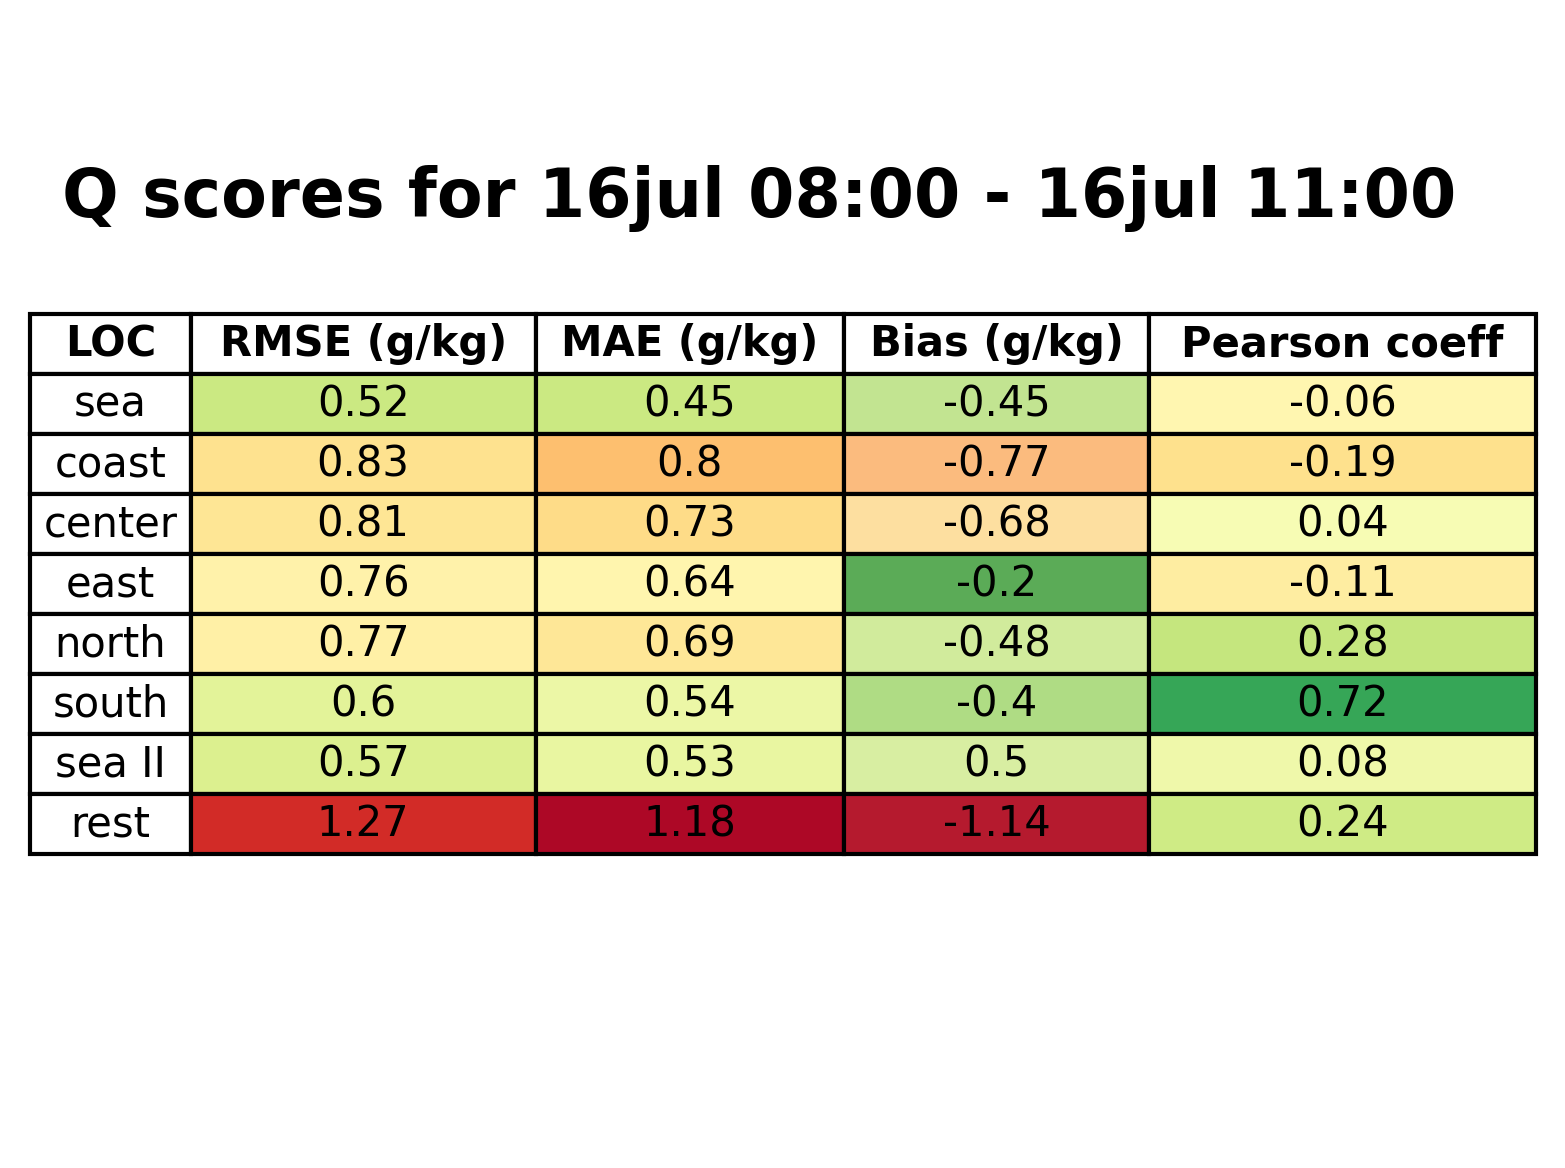 Q scores for 16jul 08:00 - 16jul 11:00
LOC RMSE (g/kg) MAE (g/kg) Bias (g/kg) Pearson coeff
sea 0.52 0.45 -0.45 -0.06
coast 0.83 0.8 -0.77 -0.19
center 0.81 0.73 -0.68 0.04
east 0.76 0.64 -0.2 -0.11
north 0.77 0.69 -0.48 0.28
south 0.6 0.54 -0.4 0.72
sea II 0.57 0.53 0.5 0.08
rest 1.27 1.18 -1.14 0.24